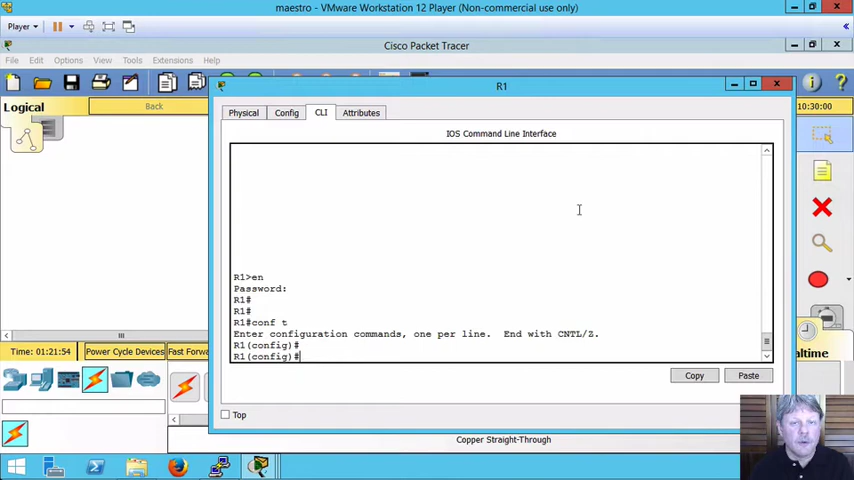 maestro - VMware Workstation 12 Player (Non-commercial use only)
Player
Cisco Packet Tracer
File Edit Options View Tools Extensions Help
R1
Logical
Back
10:30:00
Physical Config CLI Attributes
IOS Command Line Interface
R1>en
Password:
R1#
R1#
R1#conf t
Enter configuration commands, one per line. End with CNTL/Z.
R1(config)#
R1(config)#
Time: 01:21:54 Power Cycle Devices Fast Forw
altime
Copy Paste
Top
Copper Straight-Through